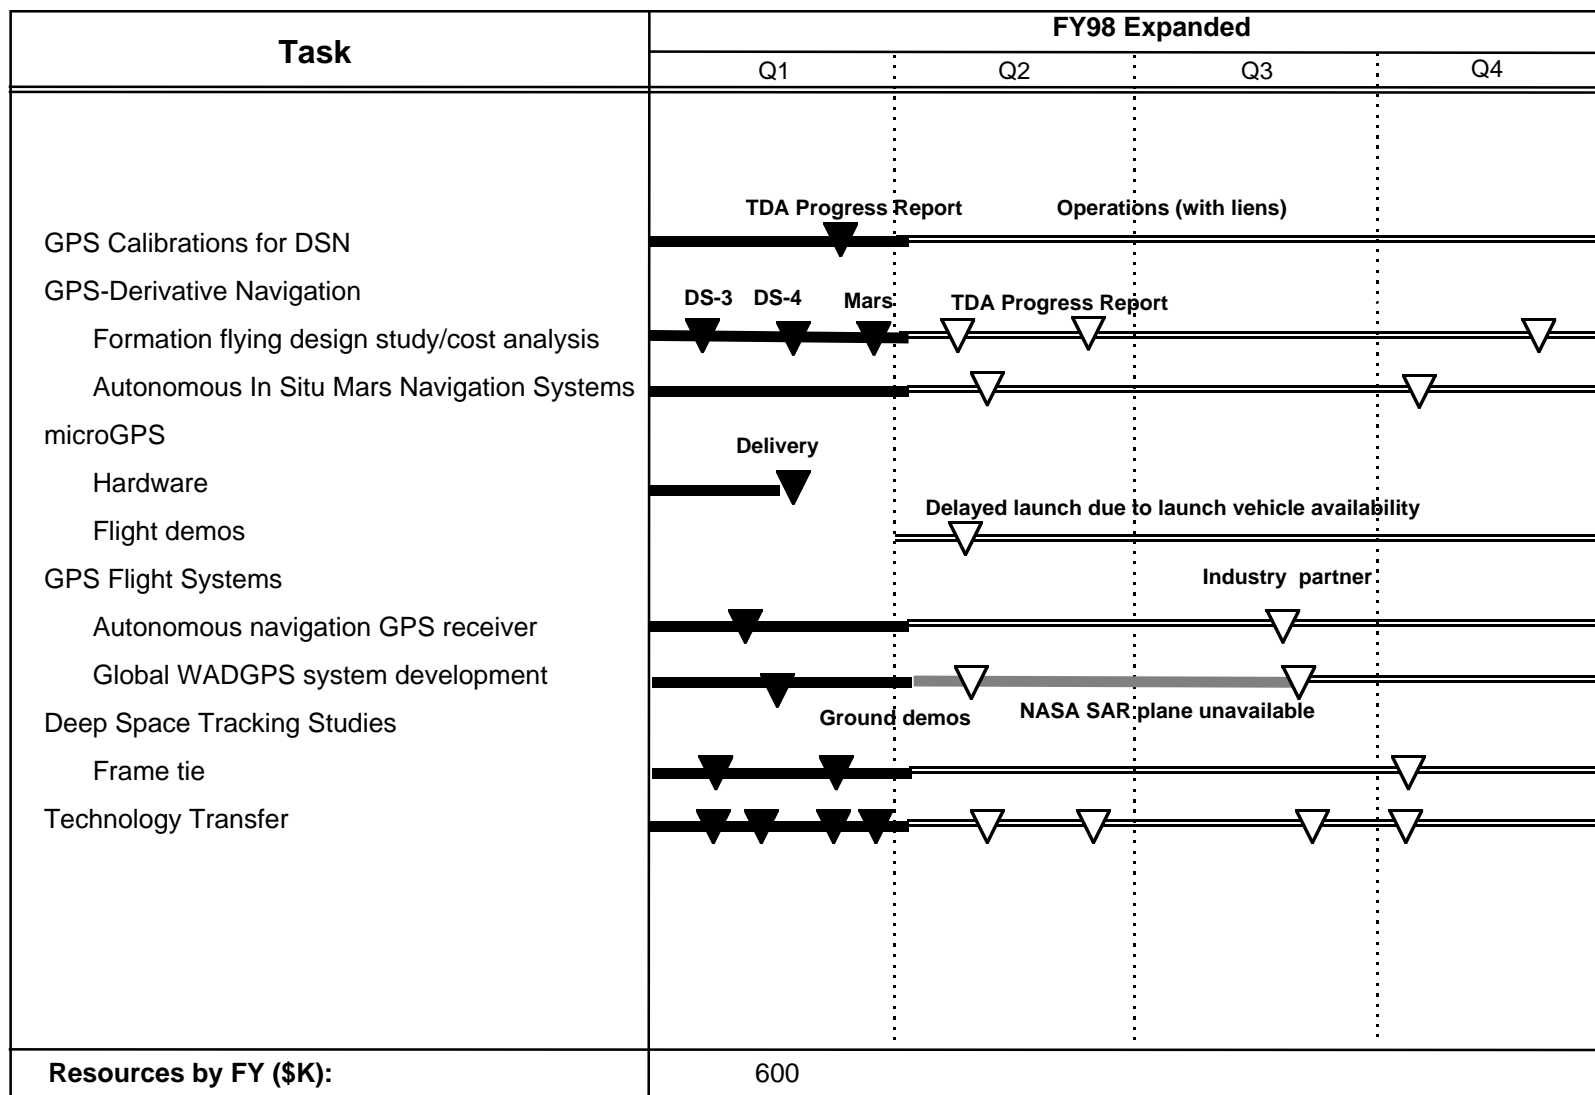 Task
FY98 Expanded
Q1 Q2 Q3 Q4
TDA Progress Report Operations (with liens)
GPS Calibrations for DSN
GPS-Derivative Navigation
DS-3 DS-4 Mars TDA Progress Report
Formation flying design study/cost analysis
Autonomous In Situ Mars Navigation Systems
microGPS
Delivery
Hardware
Delayed launch due to launch vehicle availability
Flight demos
GPS Flight Systems
Industry partner
Autonomous navigation GPS receiver
Global WADGPS system development
Ground demos NASA SAR plane unavailable
Deep Space Tracking Studies
Frame tie
Technology Transfer
Resources by FY ($K): 600